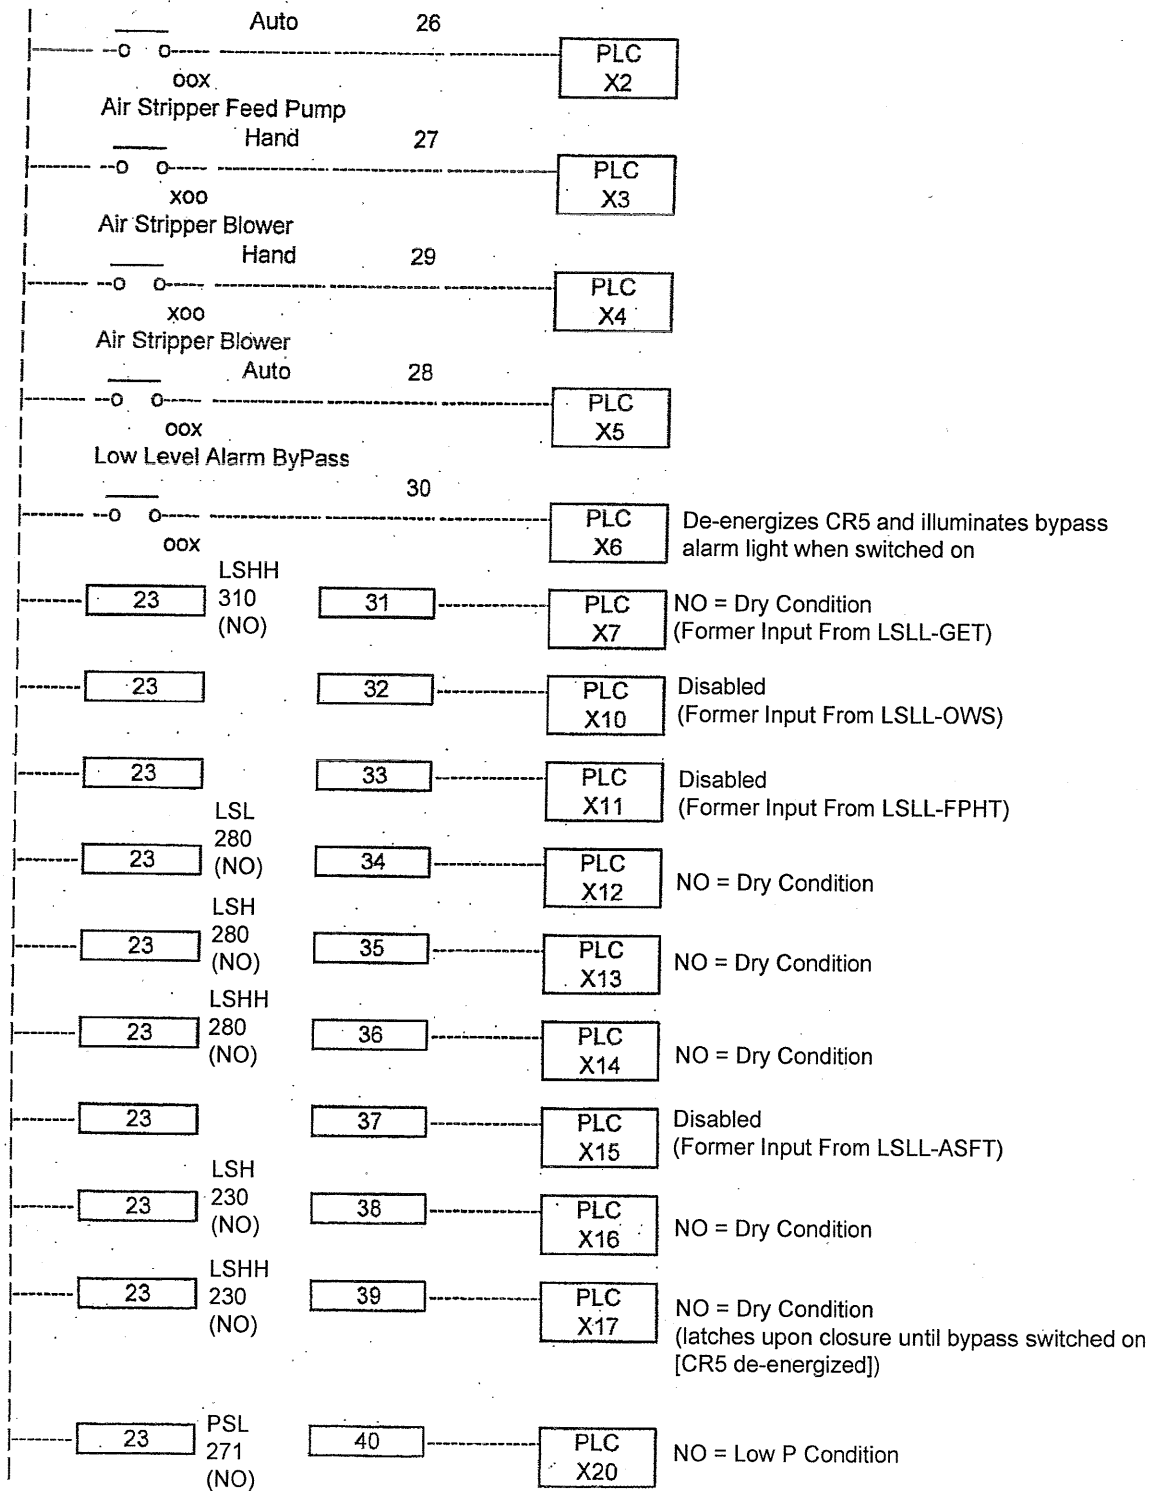 Auto 26
PLC
X2
oox
Air Stripper Feed Pump
Hand 27
PLC
X3
xoo
Air Stripper Blower
Hand 29
PLC
X4
xoo
Air Stripper Blower
Auto 28
PLC
X5
oox
Low Level Alarm ByPass
30
PLC
X6
De-energizes CR5 and illuminates bypass
alarm light when switched on
oox
23
LSHH
310
(NO)
31
PLC
X7
NO = Dry Condition
(Former Input From LSLL-GET)
23
32
PLC
X10
Disabled
(Former Input From LSLL-OWS)
23
33
PLC
X11
Disabled
(Former Input From LSLL-FPHT)
23
LSL
280
(NO)
34
PLC
X12
NO = Dry Condition
23
LSH
280
(NO)
35
PLC
X13
NO = Dry Condition
23
LSHH
280
(NO)
36
PLC
X14
NO = Dry Condition
23
37
PLC
X15
Disabled
(Former Input From LSLL-ASFT)
23
LSH
230
(NO)
38
PLC
X16
NO = Dry Condition
23
LSHH
230
(NO)
39
PLC
X17
NO = Dry Condition
(latches upon closure until bypass switched on
[CR5 de-energized])
23
PSL
271
(NO)
40
PLC
X20
NO = Low P Condition